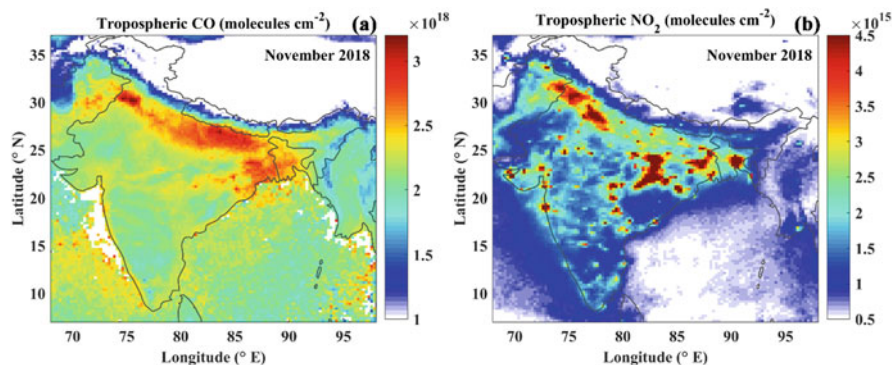 Tropospheric CO (molecules cm⁻²)
(a)
×10¹⁸
November 2018
35
30
25
20
15
10
Latitude (° N)
70 75 80 85 90 95
Longitude (° E)
3
2.5
2
1.5
1
Tropospheric NO₂ (molecules cm⁻²)
(b)
×10¹⁵
November 2018
35
30
25
20
15
10
Latitude (° N)
70 75 80 85 90 95
Longitude (° E)
4.5
4
3.5
3
2.5
2
1.5
1
0.5